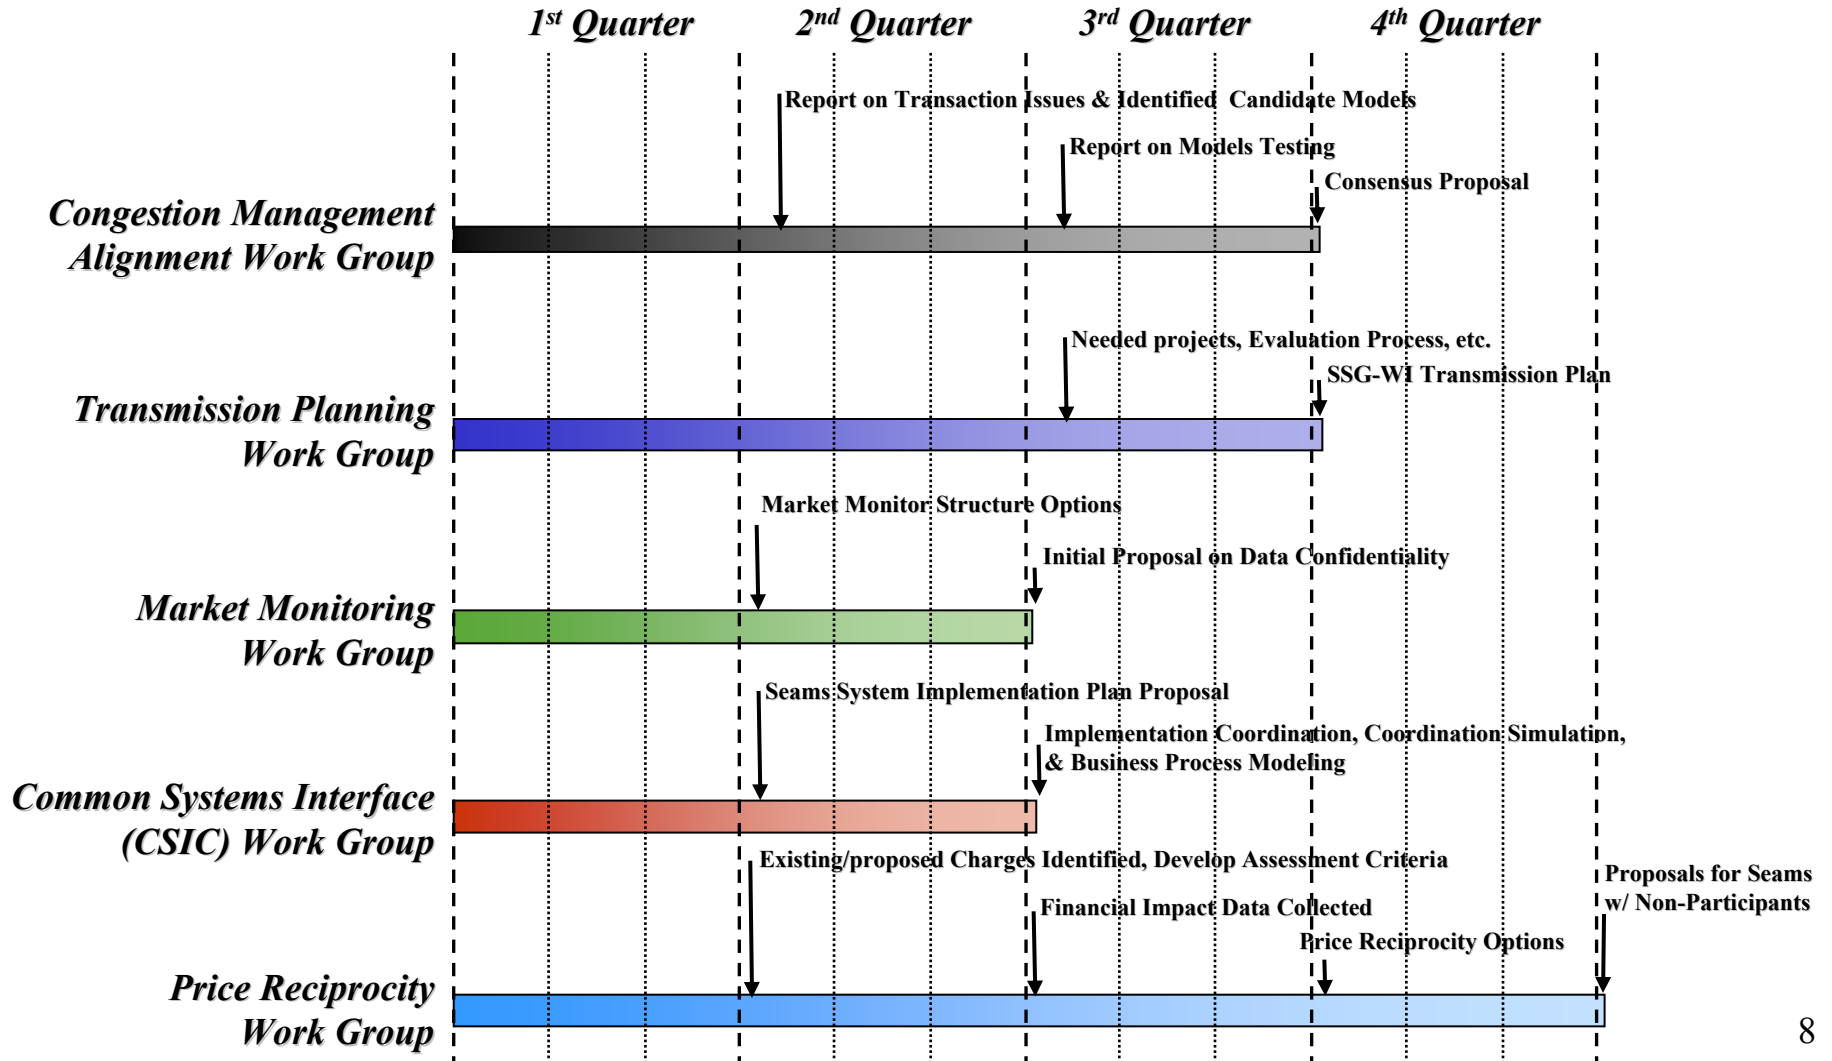 1st Quarter
2nd Quarter
3rd Quarter
4th Quarter
Report on Transaction Issues & Identified Candidate Models
Report on Models Testing
Consensus Proposal
Congestion Management
Alignment Work Group
Needed projects, Evaluation Process, etc.
SSG-WI Transmission Plan
Transmission Planning
Work Group
Market Monitor Structure Options
Initial Proposal on Data Confidentiality
Market Monitoring
Work Group
Seams System Implementation Plan Proposal
Implementation Coordination, Coordination Simulation,
& Business Process Modeling
Common Systems Interface
(CSIC) Work Group
Existing/proposed Charges Identified, Develop Assessment Criteria
Proposals for Seams
w/ Non-Participants
Financial Impact Data Collected
Price Reciprocity Options
Price Reciprocity
Work Group
8